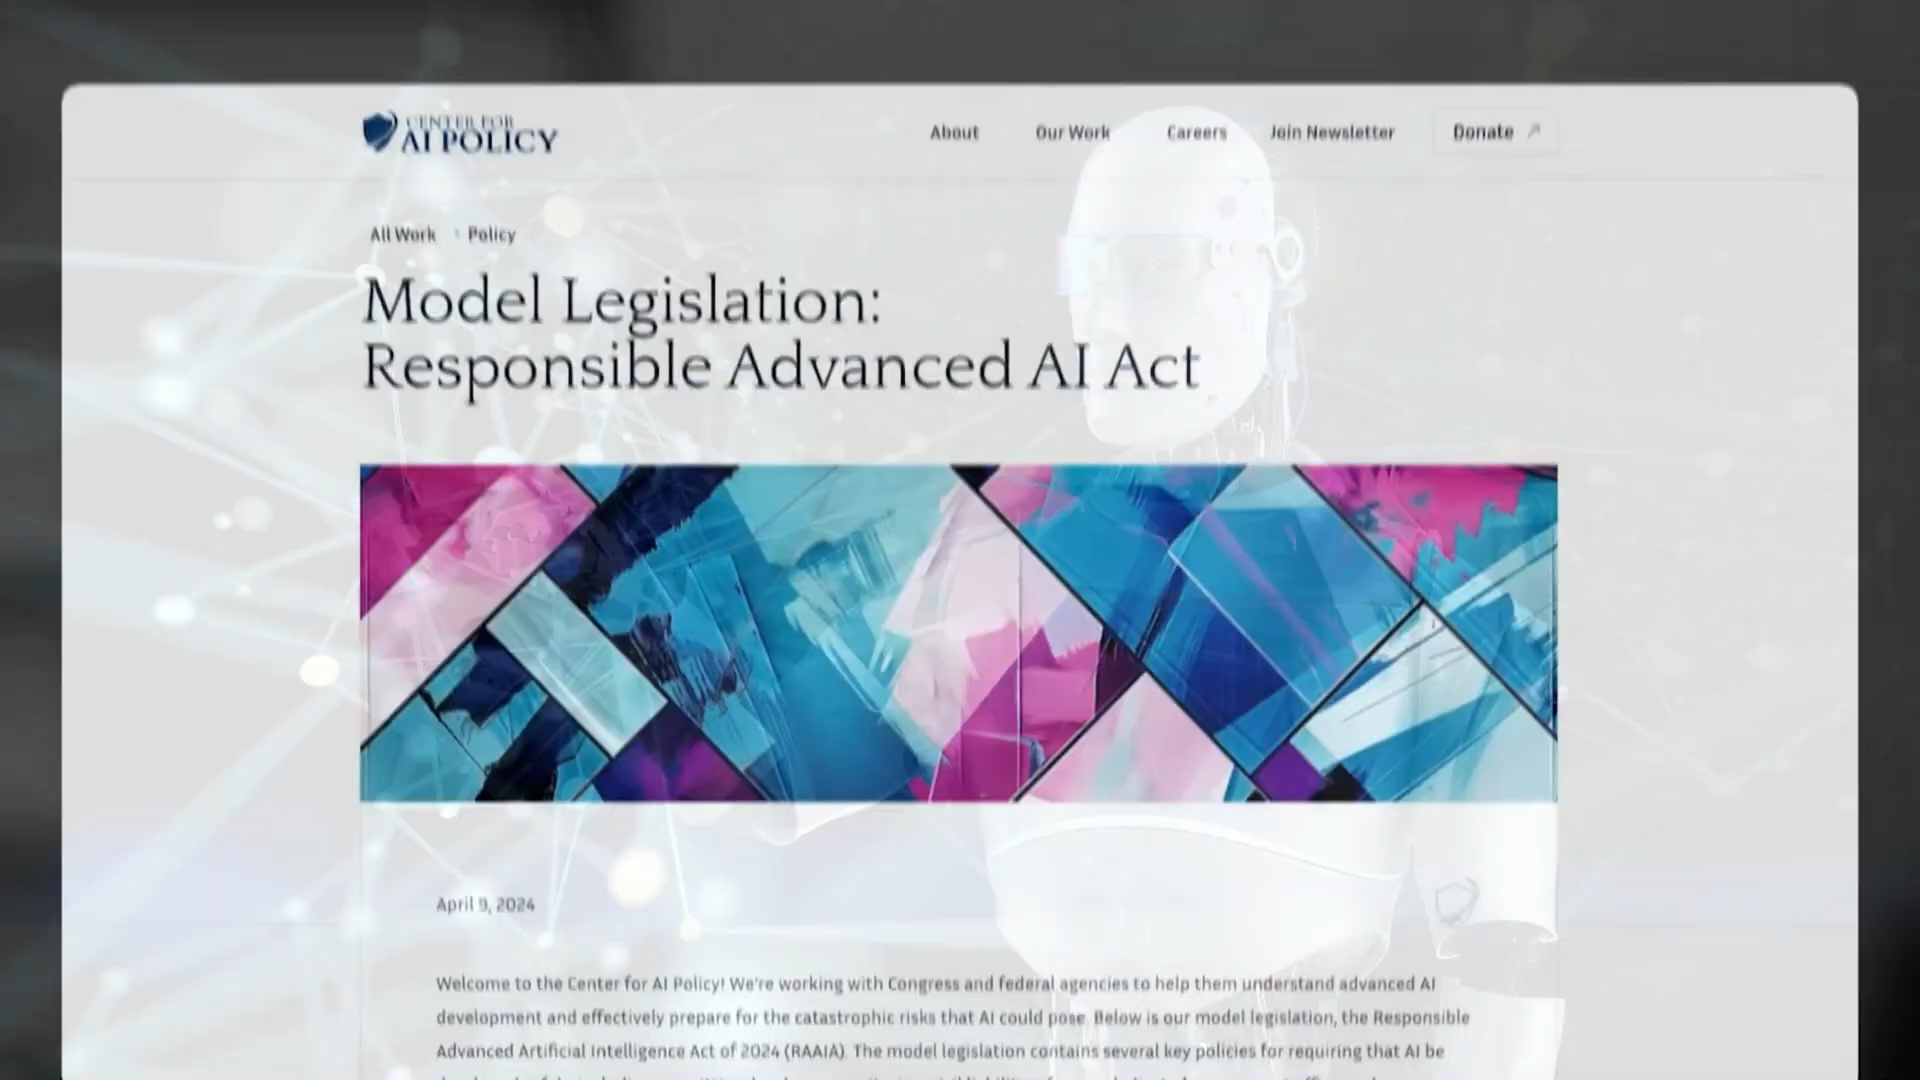 CENTER FOR
AI POLICY
About Our Work Careers Join Newsletter Donate
All Work Policy
Model Legislation:
Responsible Advanced AI Act
April 9, 2024
Welcome to the Center for AI Policy! We're working with Congress and federal agencies to help them understand advanced AI
development and effectively prepare for the catastrophic risks that AI could pose. Below is our model legislation, the Responsible
Advanced Artificial Intelligence Act of 2024 (RAAIA). The model legislation contains several key policies for requiring that AI be